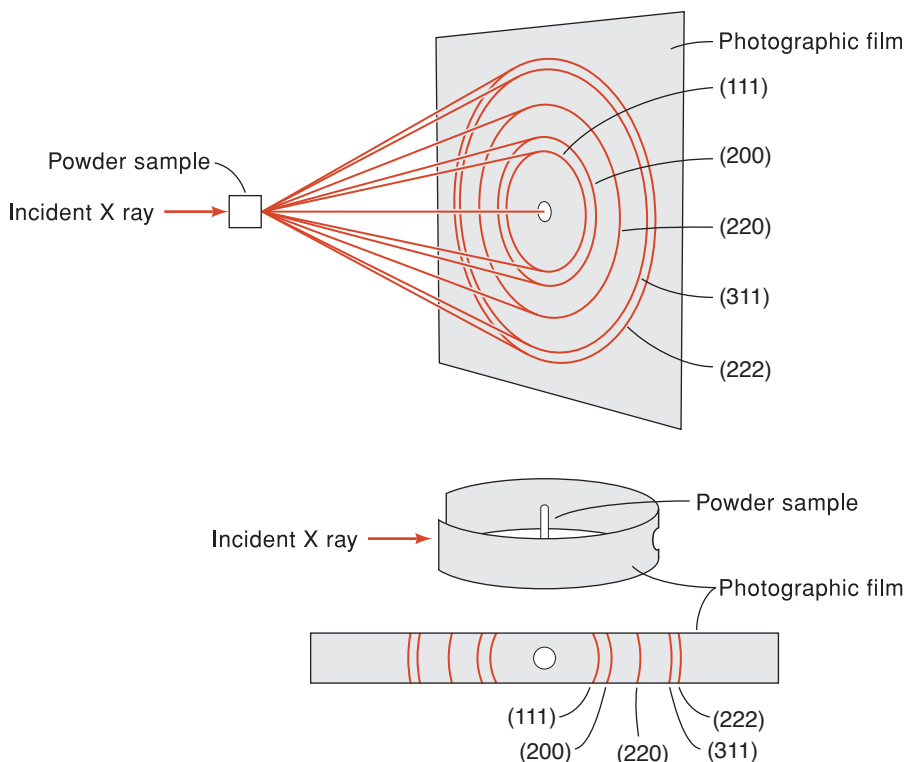 Photographic film
(111)
Powder sample
(200)
Incident X ray
(220)
(311)
(222)
Powder sample
Incident X ray
Photographic film
(111)
(222)
(200)
(220)
(311)